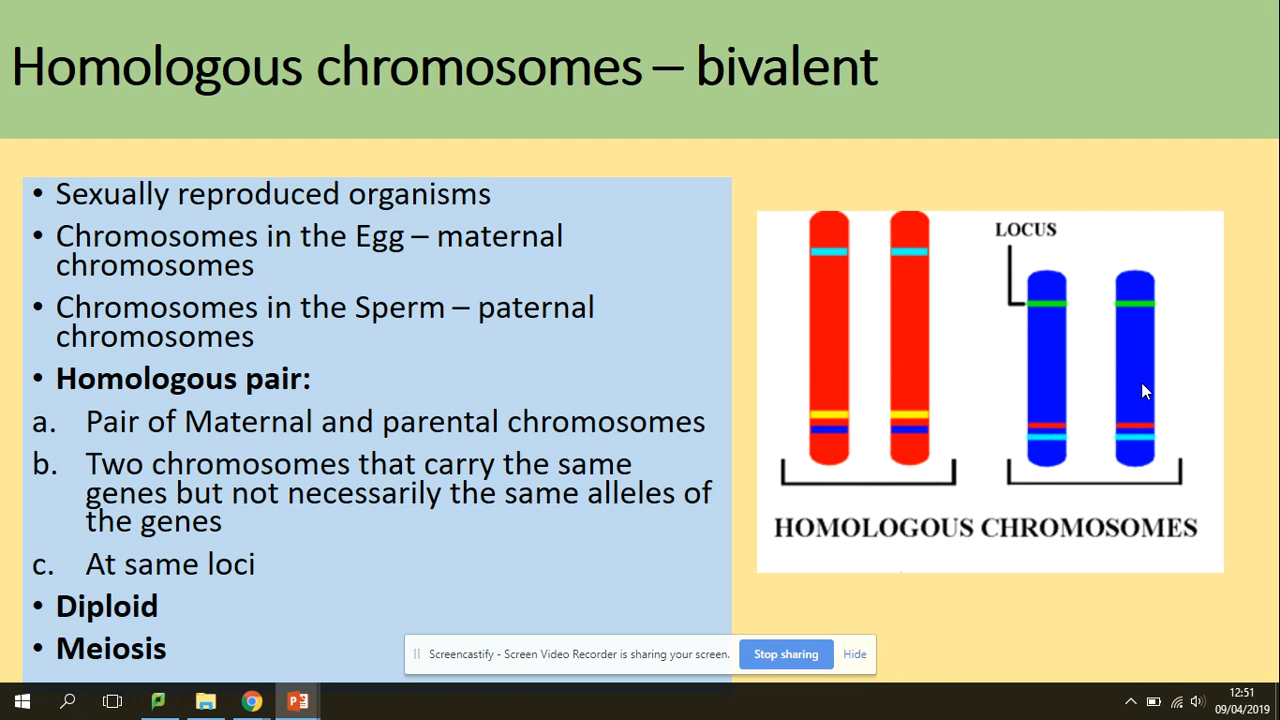 Homologous chromosomes – bivalent
• Sexually reproduced organisms
• Chromosomes in the Egg – maternal
chromosomes
• Chromosomes in the Sperm – paternal
chromosomes
• Homologous pair:
a. Pair of Maternal and parental chromosomes
b. Two chromosomes that carry the same
genes but not necessarily the same alleles of
the genes
c. At same loci
• Diploid
• Meiosis
LOCUS
HOMOLOGOUS CHROMOSOMES
Screencastify - Screen Video Recorder is sharing your screen. Stop sharing Hide
12:51
09/04/2019